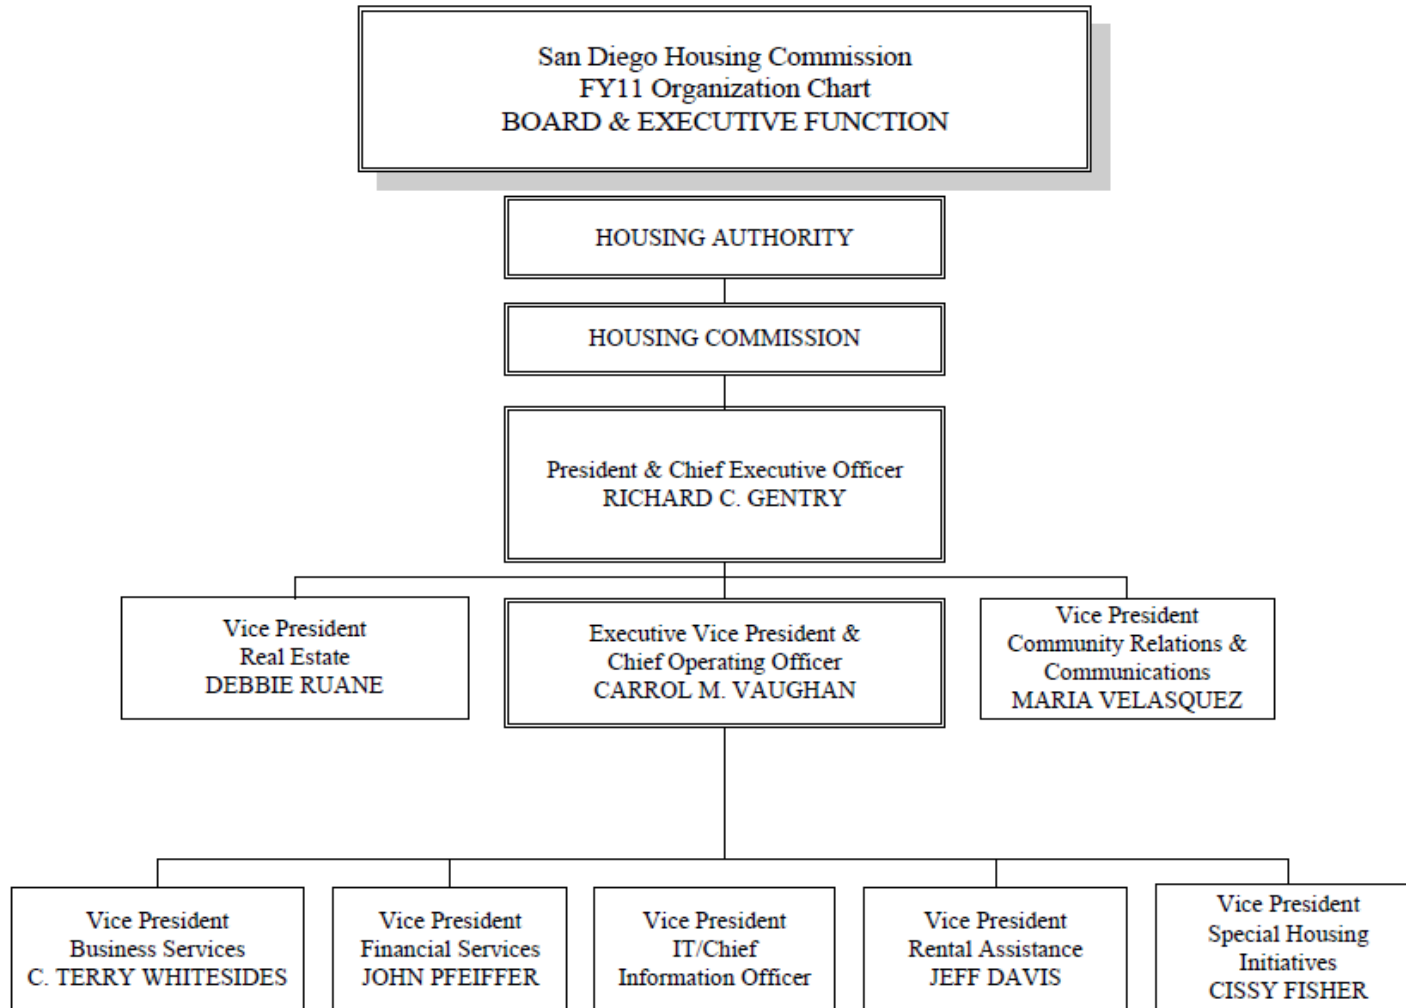 San Diego Housing Commission
FY11 Organization Chart
BOARD & EXECUTIVE FUNCTION
HOUSING AUTHORITY
HOUSING COMMISSION
President & Chief Executive Officer
RICHARD C. GENTRY
Vice President
Real Estate
DEBBIE RUANE
Executive Vice President &
Chief Operating Officer
CARROL M. VAUGHAN
Vice President
Community Relations &
Communications
MARIA VELASQUEZ
Vice President
Business Services
C. TERRY WHITESIDES
Vice President
Financial Services
JOHN PFEIFFER
Vice President
IT/Chief
Information Officer
Vice President
Rental Assistance
JEFF DAVIS
Vice President
Special Housing
Initiatives
CISSY FISHER